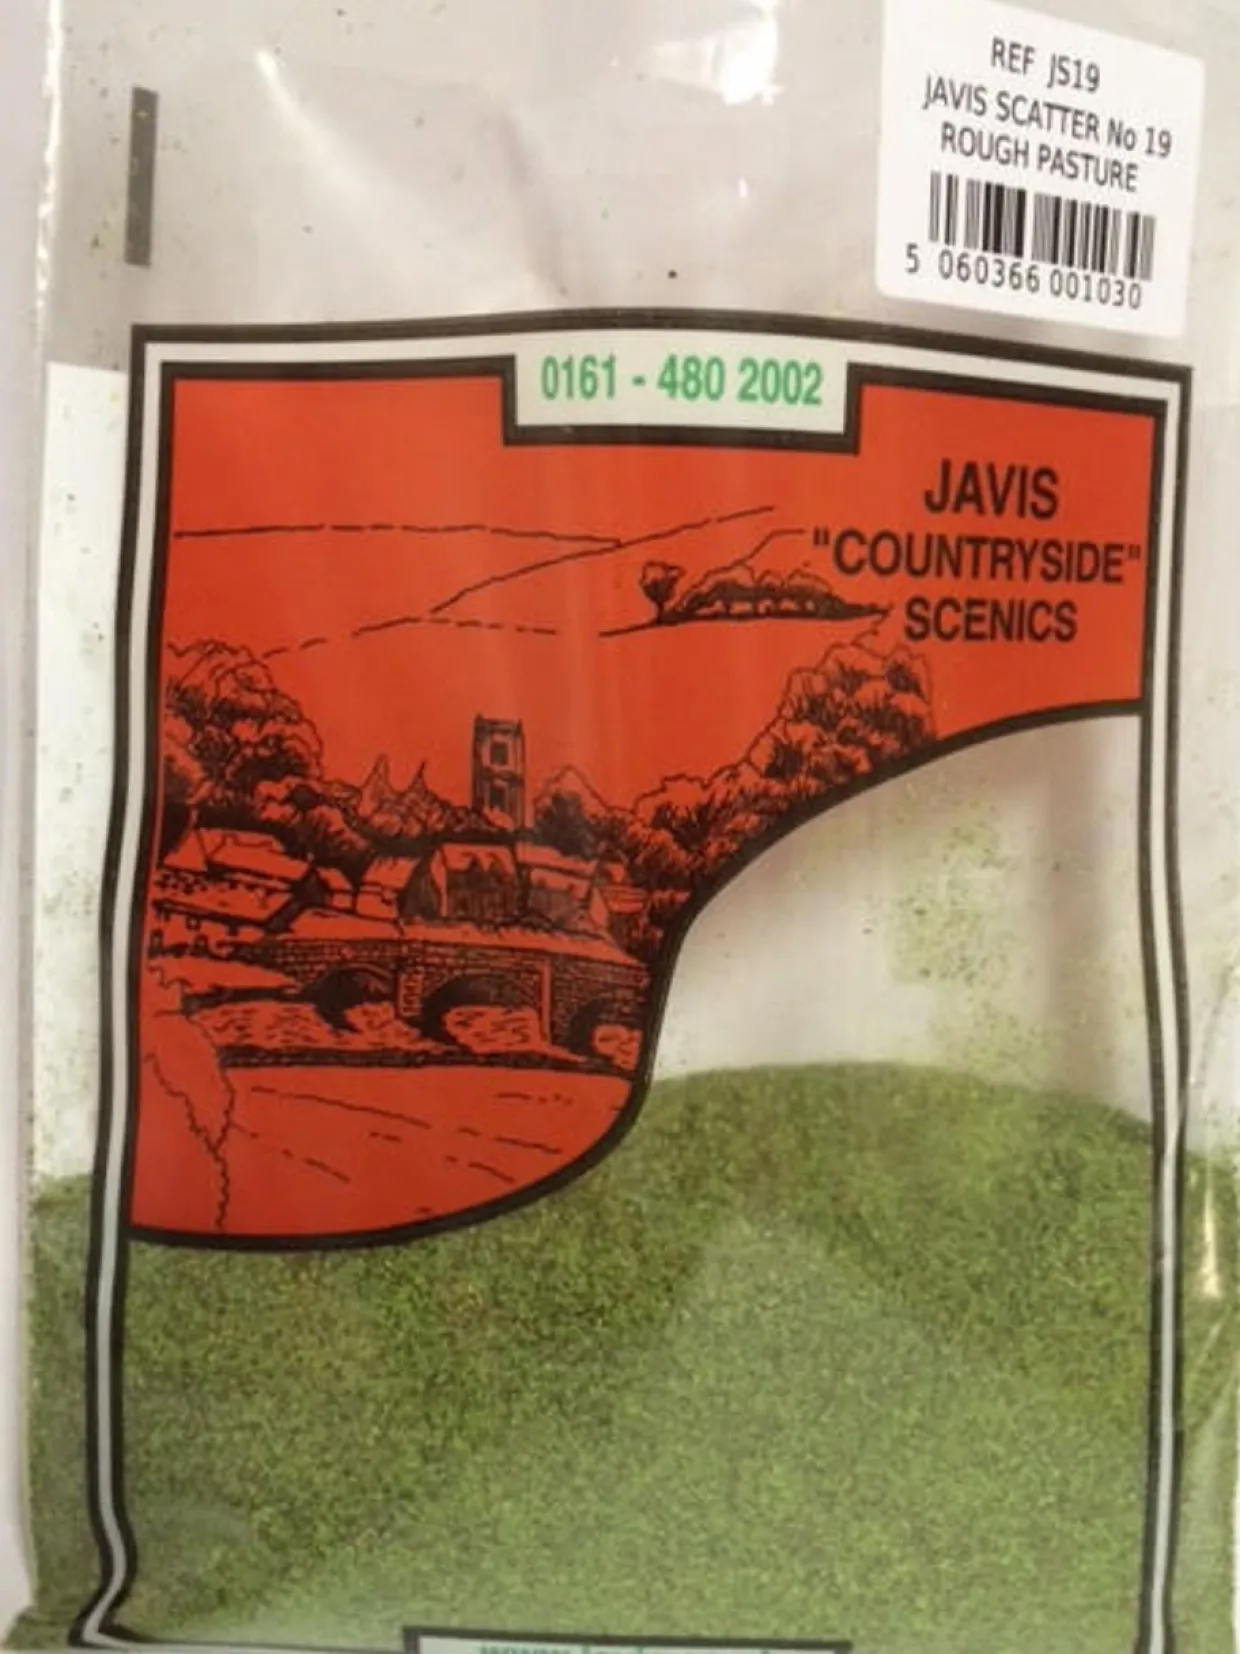 REF JS19
JAVIS SCATTER No 19
ROUGH PASTURE
5 060366 001030
0161 - 480 2002
JAVIS
"COUNTRYSIDE"
SCENICS